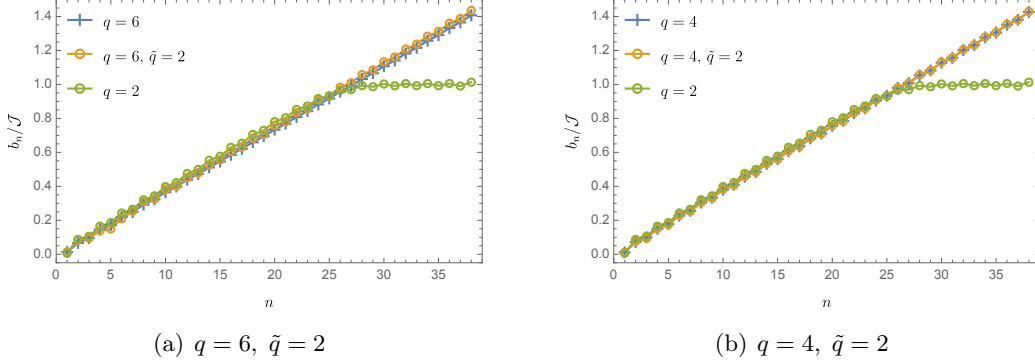 1.4
1.2
1.0
0.8
0.6
0.4
0.2
0.0
b_n/𝒥
q = 6
q = 6, q̃ = 2
q = 2
0 5 10 15 20 25 30 35
n
(a) q = 6, q̃ = 2
1.4
1.2
1.0
0.8
0.6
0.4
0.2
0.0
b_n/𝒥
q = 4
q = 4, q̃ = 2
q = 2
0 5 10 15 20 25 30 35
n
(b) q = 4, q̃ = 2